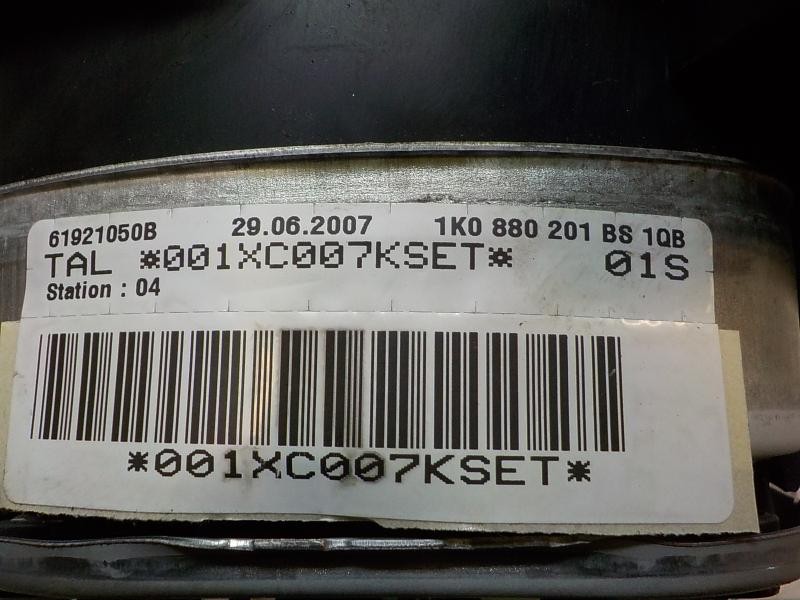 61921050B 29.06.2007 1K0 880 201 BS 1QB
TAL *001XC007KSET* 01S
Station : 04
*001XC007KSET*